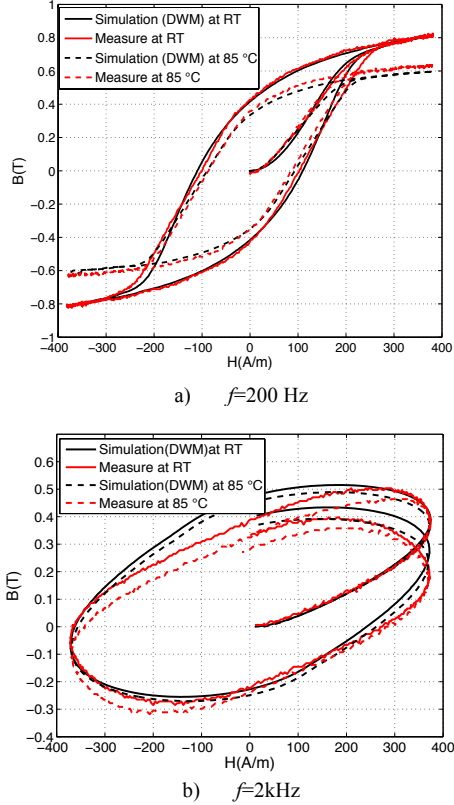 1
Simulation (DWM) at RT
Measure at RT
Simulation (DWM) at 85 °C
Measure at 85 °C
0.8
0.6
0.4
0.2
0
−0.2
−0.4
−0.6
−0.8
−1
B(T)
−400 −300 −200 −100 0 100 200 300 400
H(A/m)
a) f=200 Hz
Simulation(DWM)at RT
Measure at RT
Simulation(DWM) at 85 °C
Measure at 85 °C
0.6
0.5
0.4
0.3
0.2
0.1
0
−0.1
−0.2
−0.3
−0.4
B(T)
−400 −300 −200 −100 0 100 200 300 400
H(A/m)
b) f=2kHz